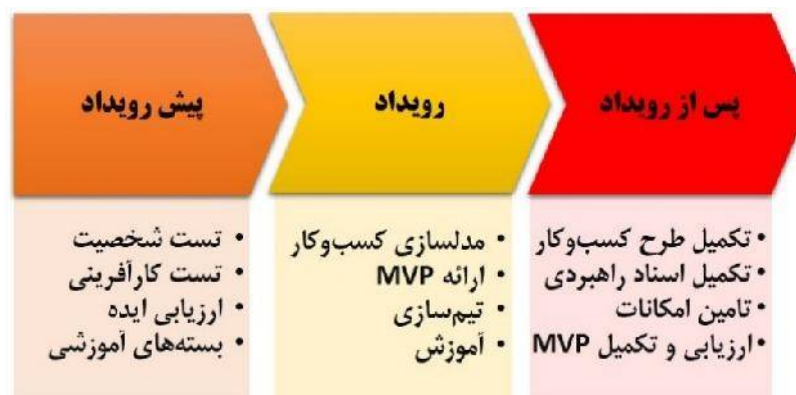 پیش رویداد
تست شخصیت
تست کارآفرینی
ارزیابی ایده
بسته‌های آموزشی
رویداد
مدلسازی کسب‌وکار
ارائه MVP
تیم‌سازی
آموزش
پس از رویداد
تکمیل طرح کسب‌وکار
تکمیل اسناد راهبردی
تامین امکانات
ارزیابی و تکمیل MVP